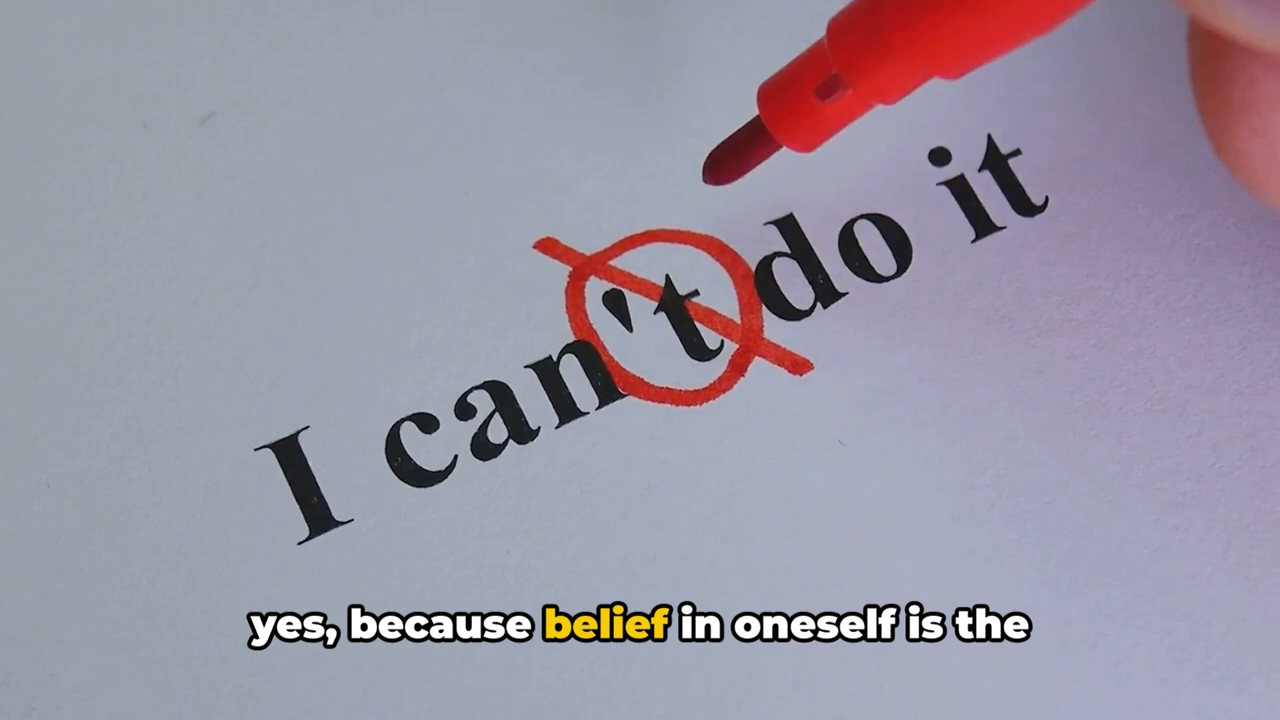 I can't do it
yes, because belief in oneself is the